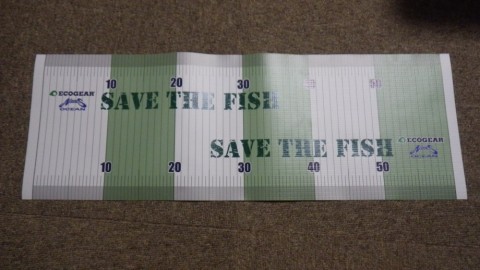 10 20 30 40 50
ECOGEAR SAVE THE FISH
SAVE THE FISH ECOGEAR
10 20 30 40 50